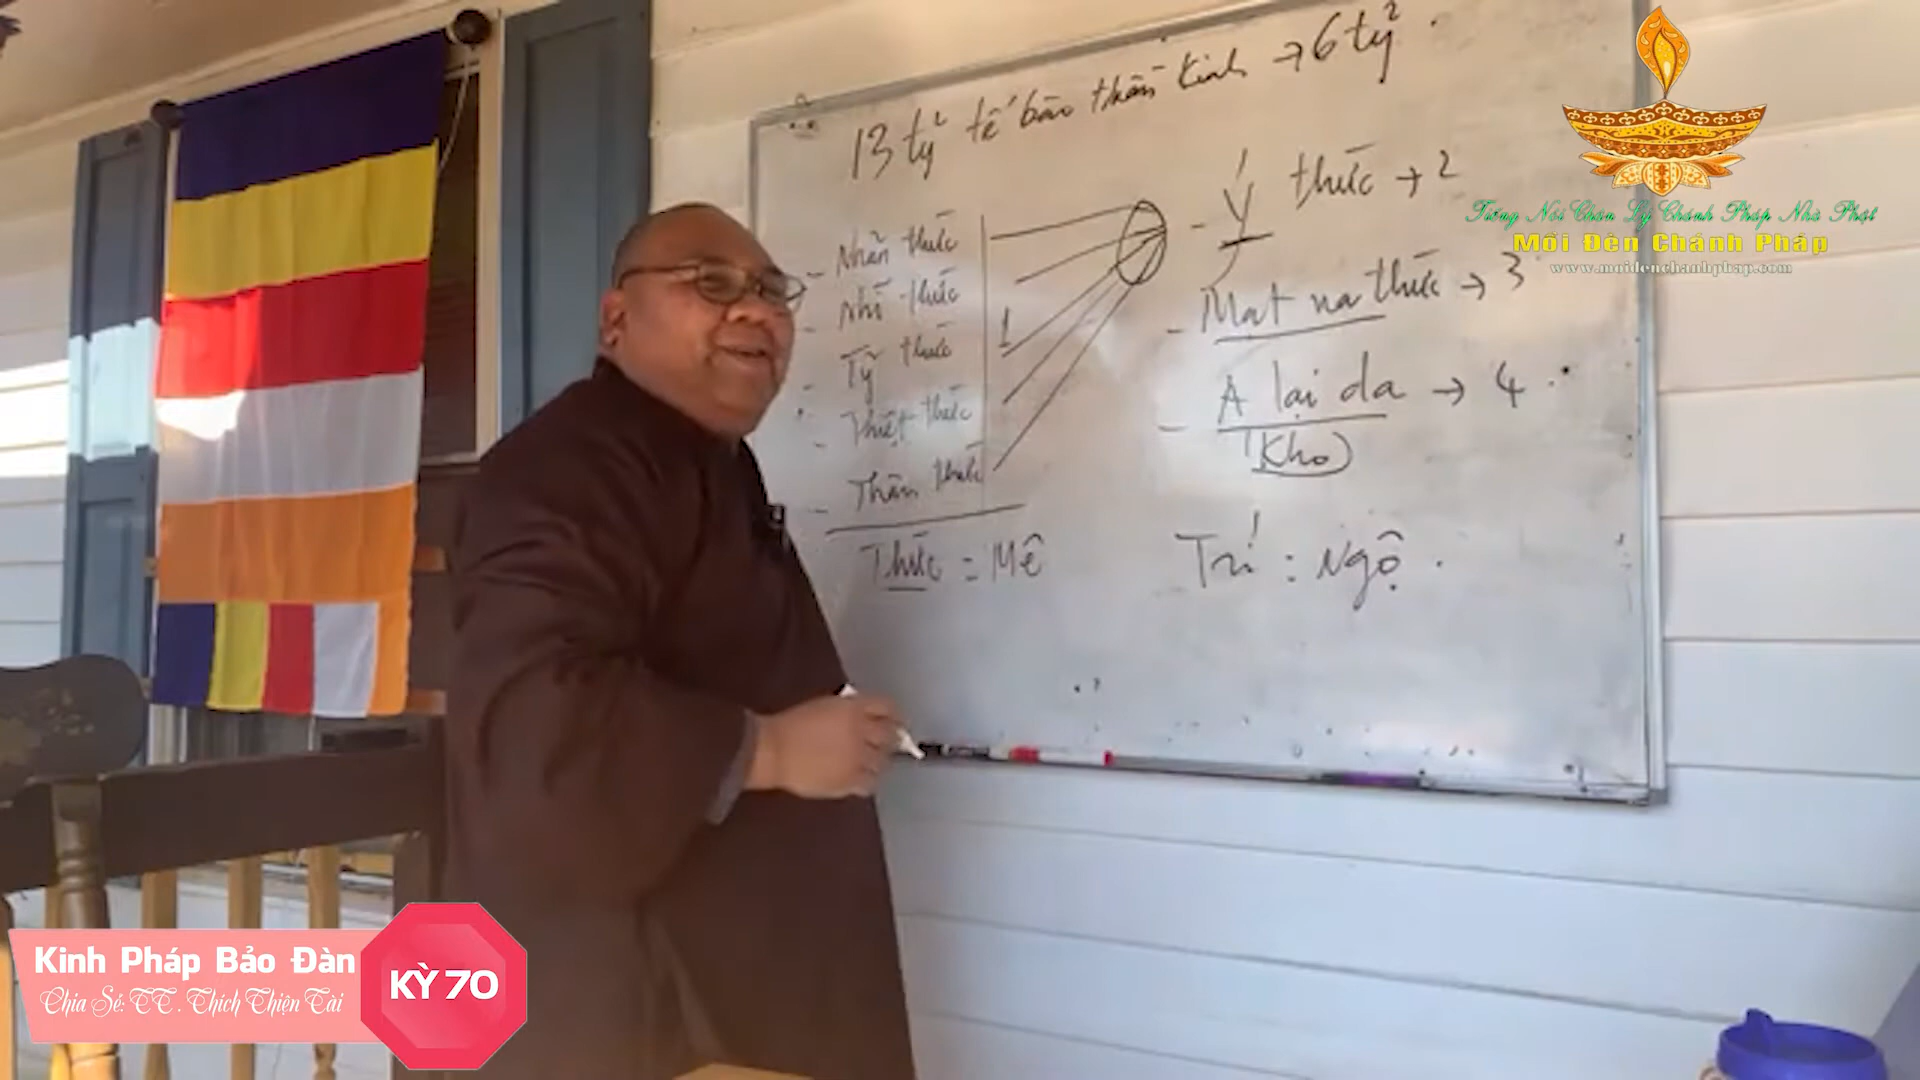 13 tỷ tế bào thần kinh → 6 tỷ.
- Nhãn thức
- Nhĩ thức
- Tỷ thức
- Thiệt thức
- Thân thức
1
Thức = Mê
- Ý thức → 2
- Mạt na thức → 3
- A lại da → 4.
(Kho)
Trí : Ngộ.
Tiếng Nói Chân Lý Chánh Pháp Nhà Phật
Mồi Đèn Chánh Pháp
www.moidenchanhphap.com
Kinh Pháp Bảo Đàn
Chia Sẻ: TT. Thích Thiện Tài
KỲ 70